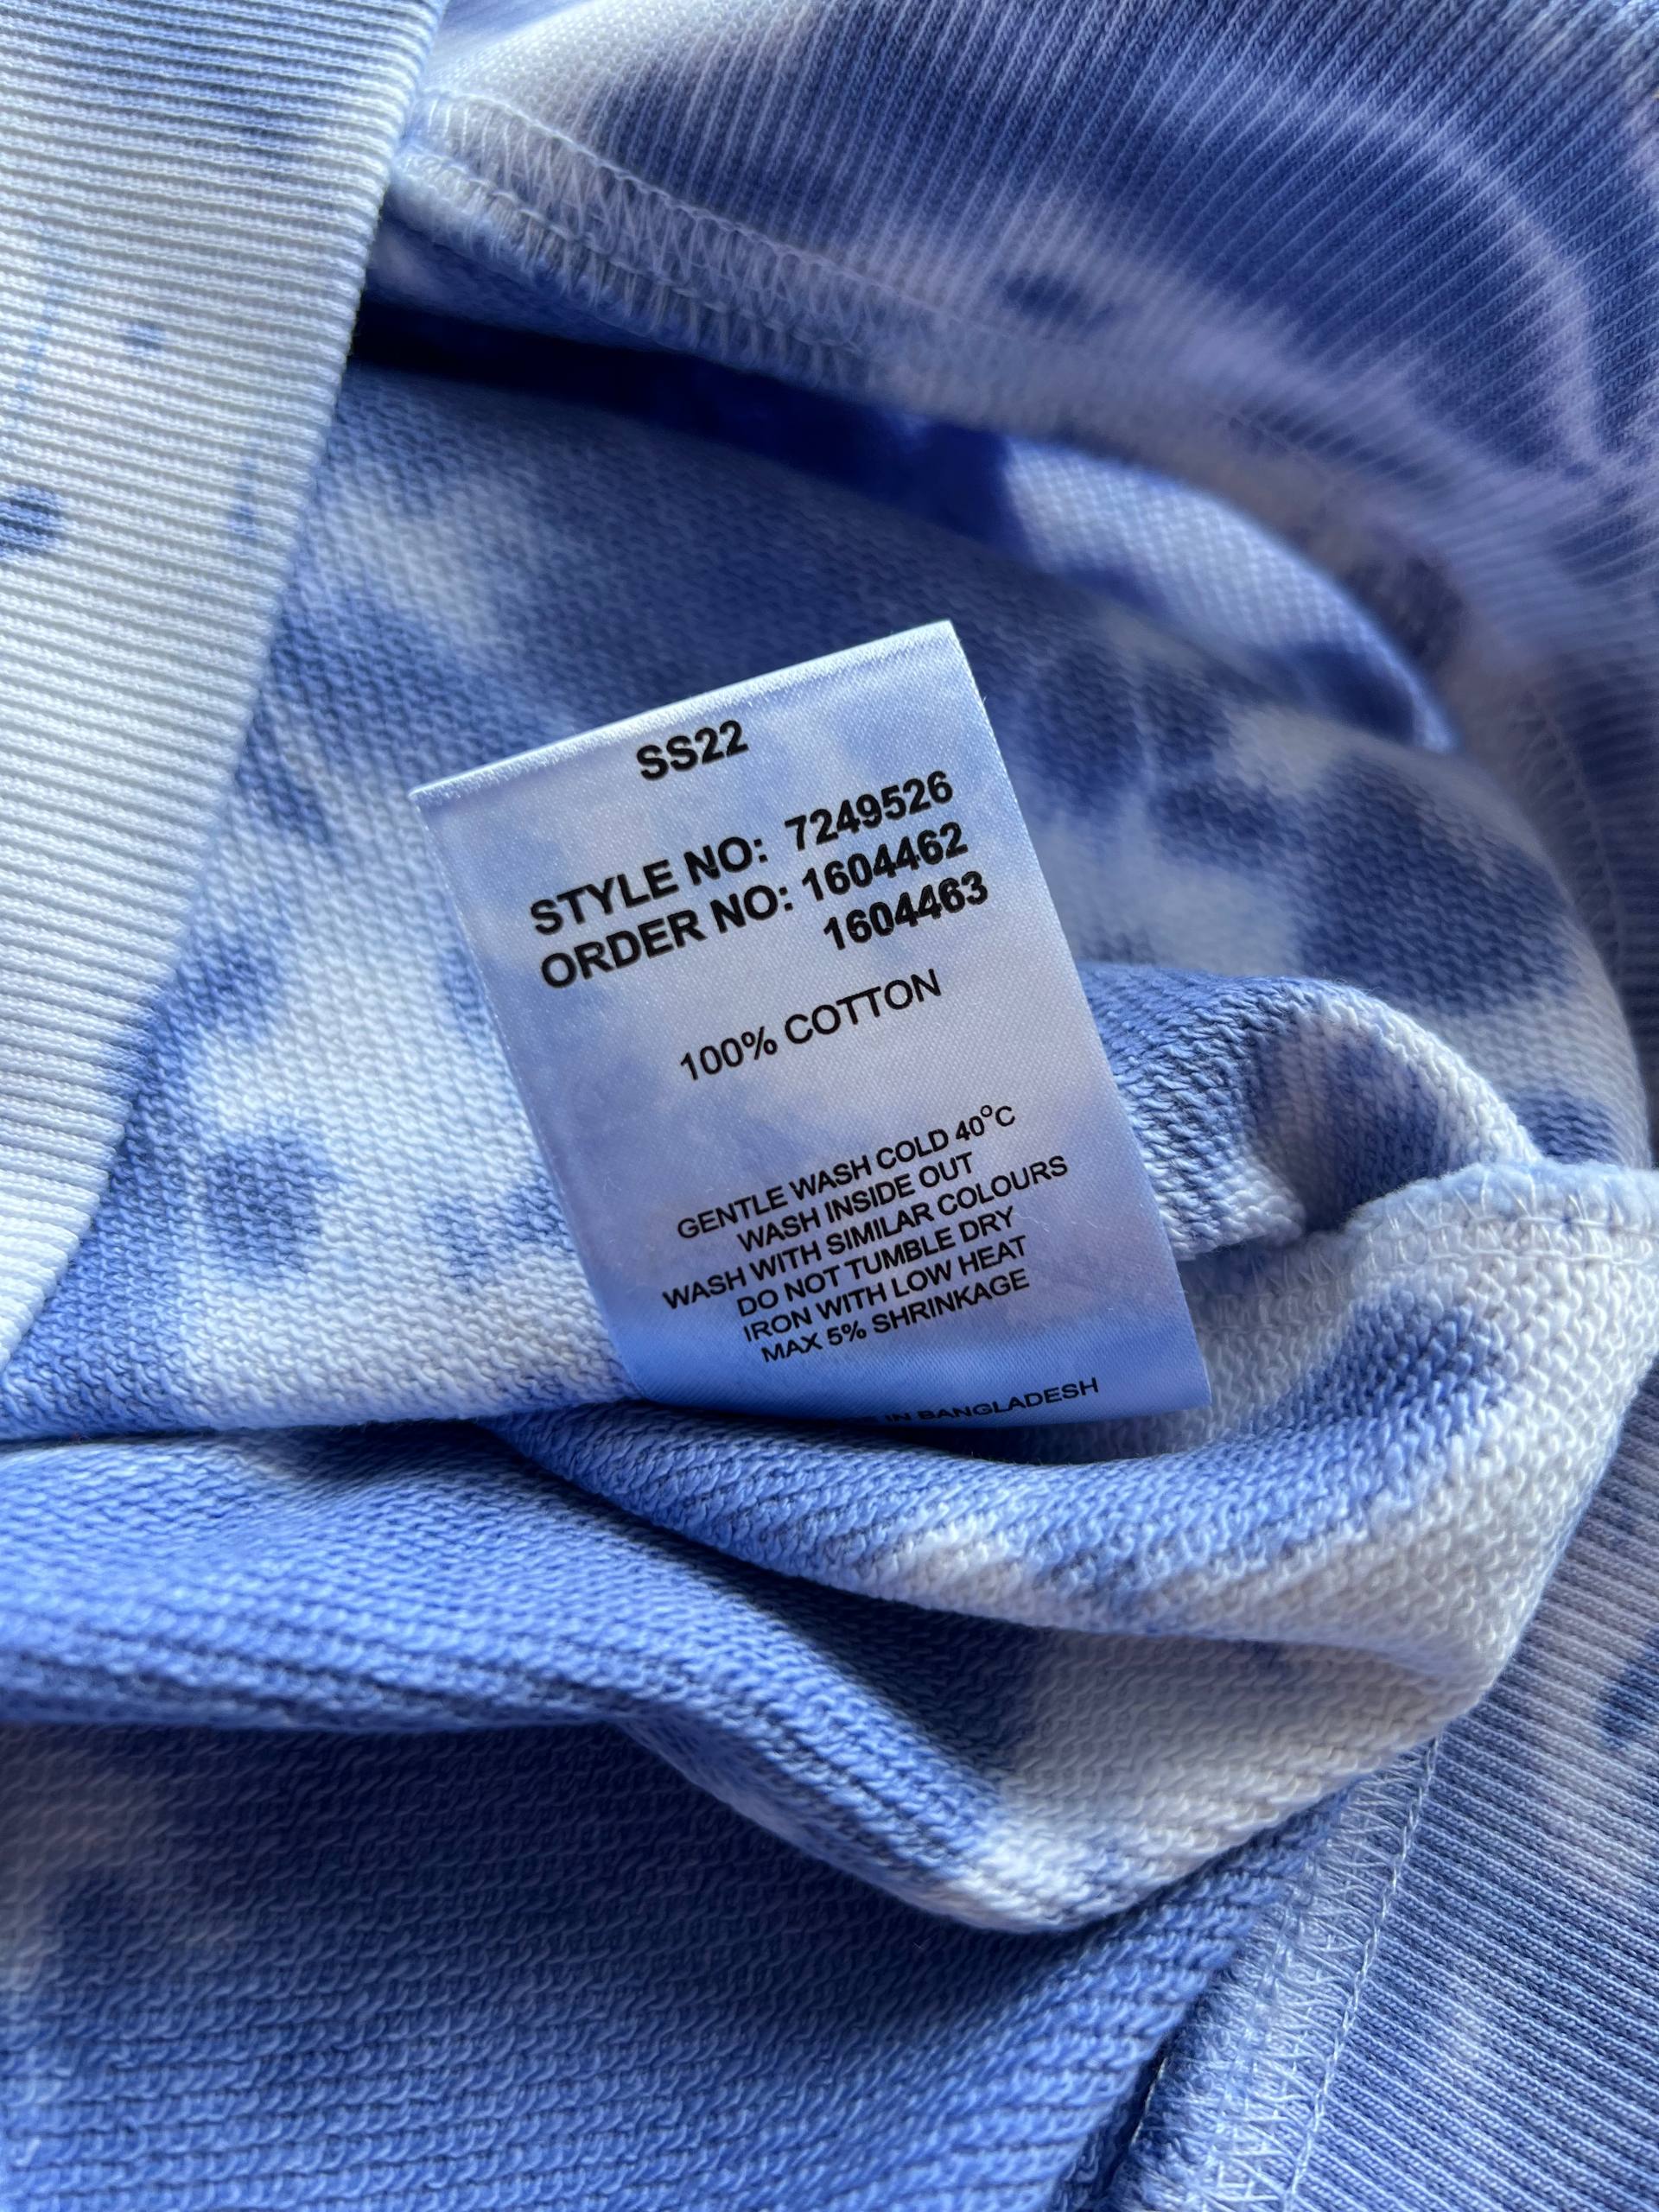 SS22
STYLE NO: 7249526
ORDER NO: 1604462
1604463
100% COTTON
GENTLE WASH COLD 40°C
WASH INSIDE OUT
WASH WITH SIMILAR COLOURS
DO NOT TUMBLE DRY
IRON WITH LOW HEAT
MAX 5% SHRINKAGE
IN BANGLADESH